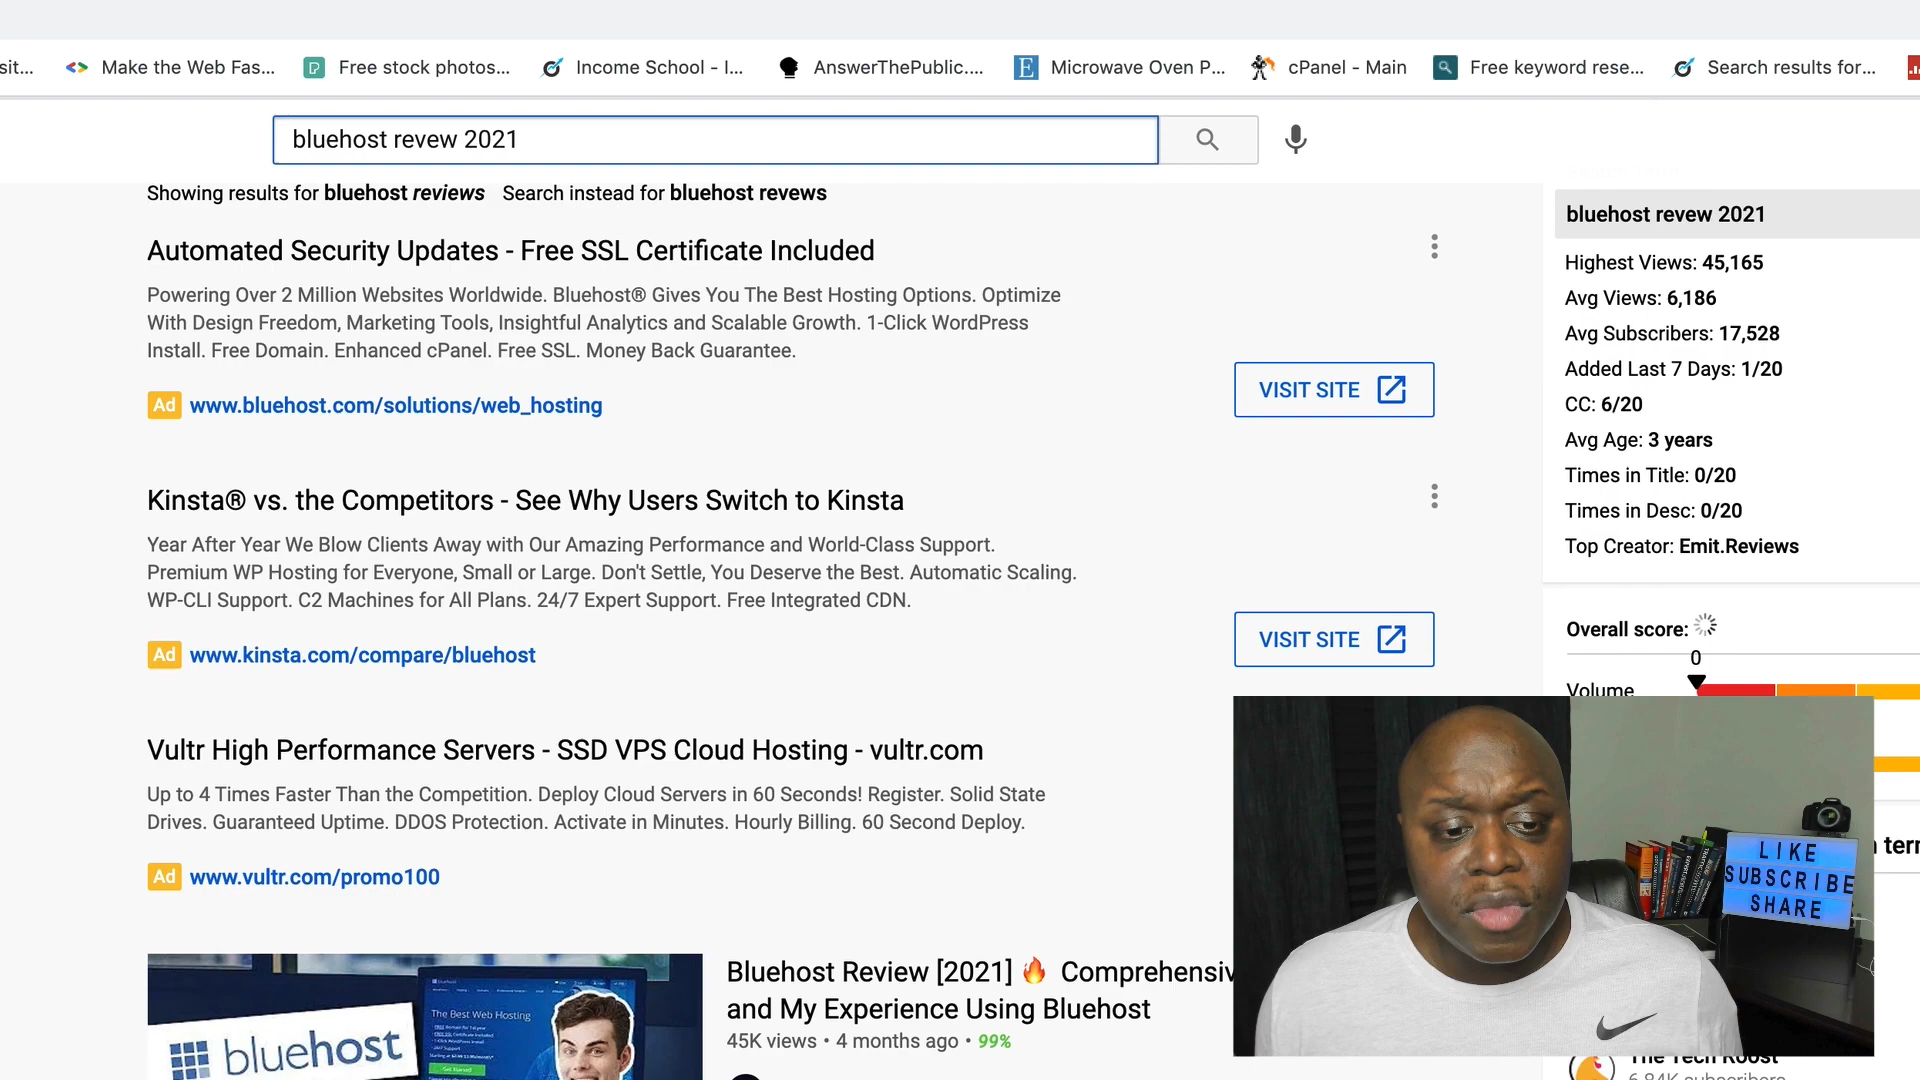 sit...
Make the Web Fas...
Free stock photos...
Income School - I...
AnswerThePublic....
Microwave Oven P...
cPanel - Main
Free keyword rese...
Search results for...
bluehost revew 2021
Showing results for bluehost reviews Search instead for bluehost revews
Automated Security Updates - Free SSL Certificate Included
Powering Over 2 Million Websites Worldwide. Bluehost® Gives You The Best Hosting Options. Optimize
With Design Freedom, Marketing Tools, Insightful Analytics and Scalable Growth. 1-Click WordPress
Install. Free Domain. Enhanced cPanel. Free SSL. Money Back Guarantee.
VISIT SITE
Ad www.bluehost.com/solutions/web_hosting
Kinsta® vs. the Competitors - See Why Users Switch to Kinsta
Year After Year We Blow Clients Away with Our Amazing Performance and World-Class Support.
Premium WP Hosting for Everyone, Small or Large. Don't Settle, You Deserve the Best. Automatic Scaling.
WP-CLI Support. C2 Machines for All Plans. 24/7 Expert Support. Free Integrated CDN.
VISIT SITE
Ad www.kinsta.com/compare/bluehost
Vultr High Performance Servers - SSD VPS Cloud Hosting - vultr.com
Up to 4 Times Faster Than the Competition. Deploy Cloud Servers in 60 Seconds! Register. Solid State
Drives. Guaranteed Uptime. DDOS Protection. Activate in Minutes. Hourly Billing. 60 Second Deploy.
Ad www.vultr.com/promo100
bluehost
The Best Web Hosting
Bluehost Review [2021] 🔥 Comprehensiv
and My Experience Using Bluehost
45K views • 4 months ago • 99%
bluehost revew 2021
Highest Views: 45,165
Avg Views: 6,186
Avg Subscribers: 17,528
Added Last 7 Days: 1/20
CC: 6/20
Avg Age: 3 years
Times in Title: 0/20
Times in Desc: 0/20
Top Creator: Emit.Reviews
Overall score:
0
Volume
LIKE
SUBSCRIBE
SHARE
The Tech Roost
6.84K subscribers